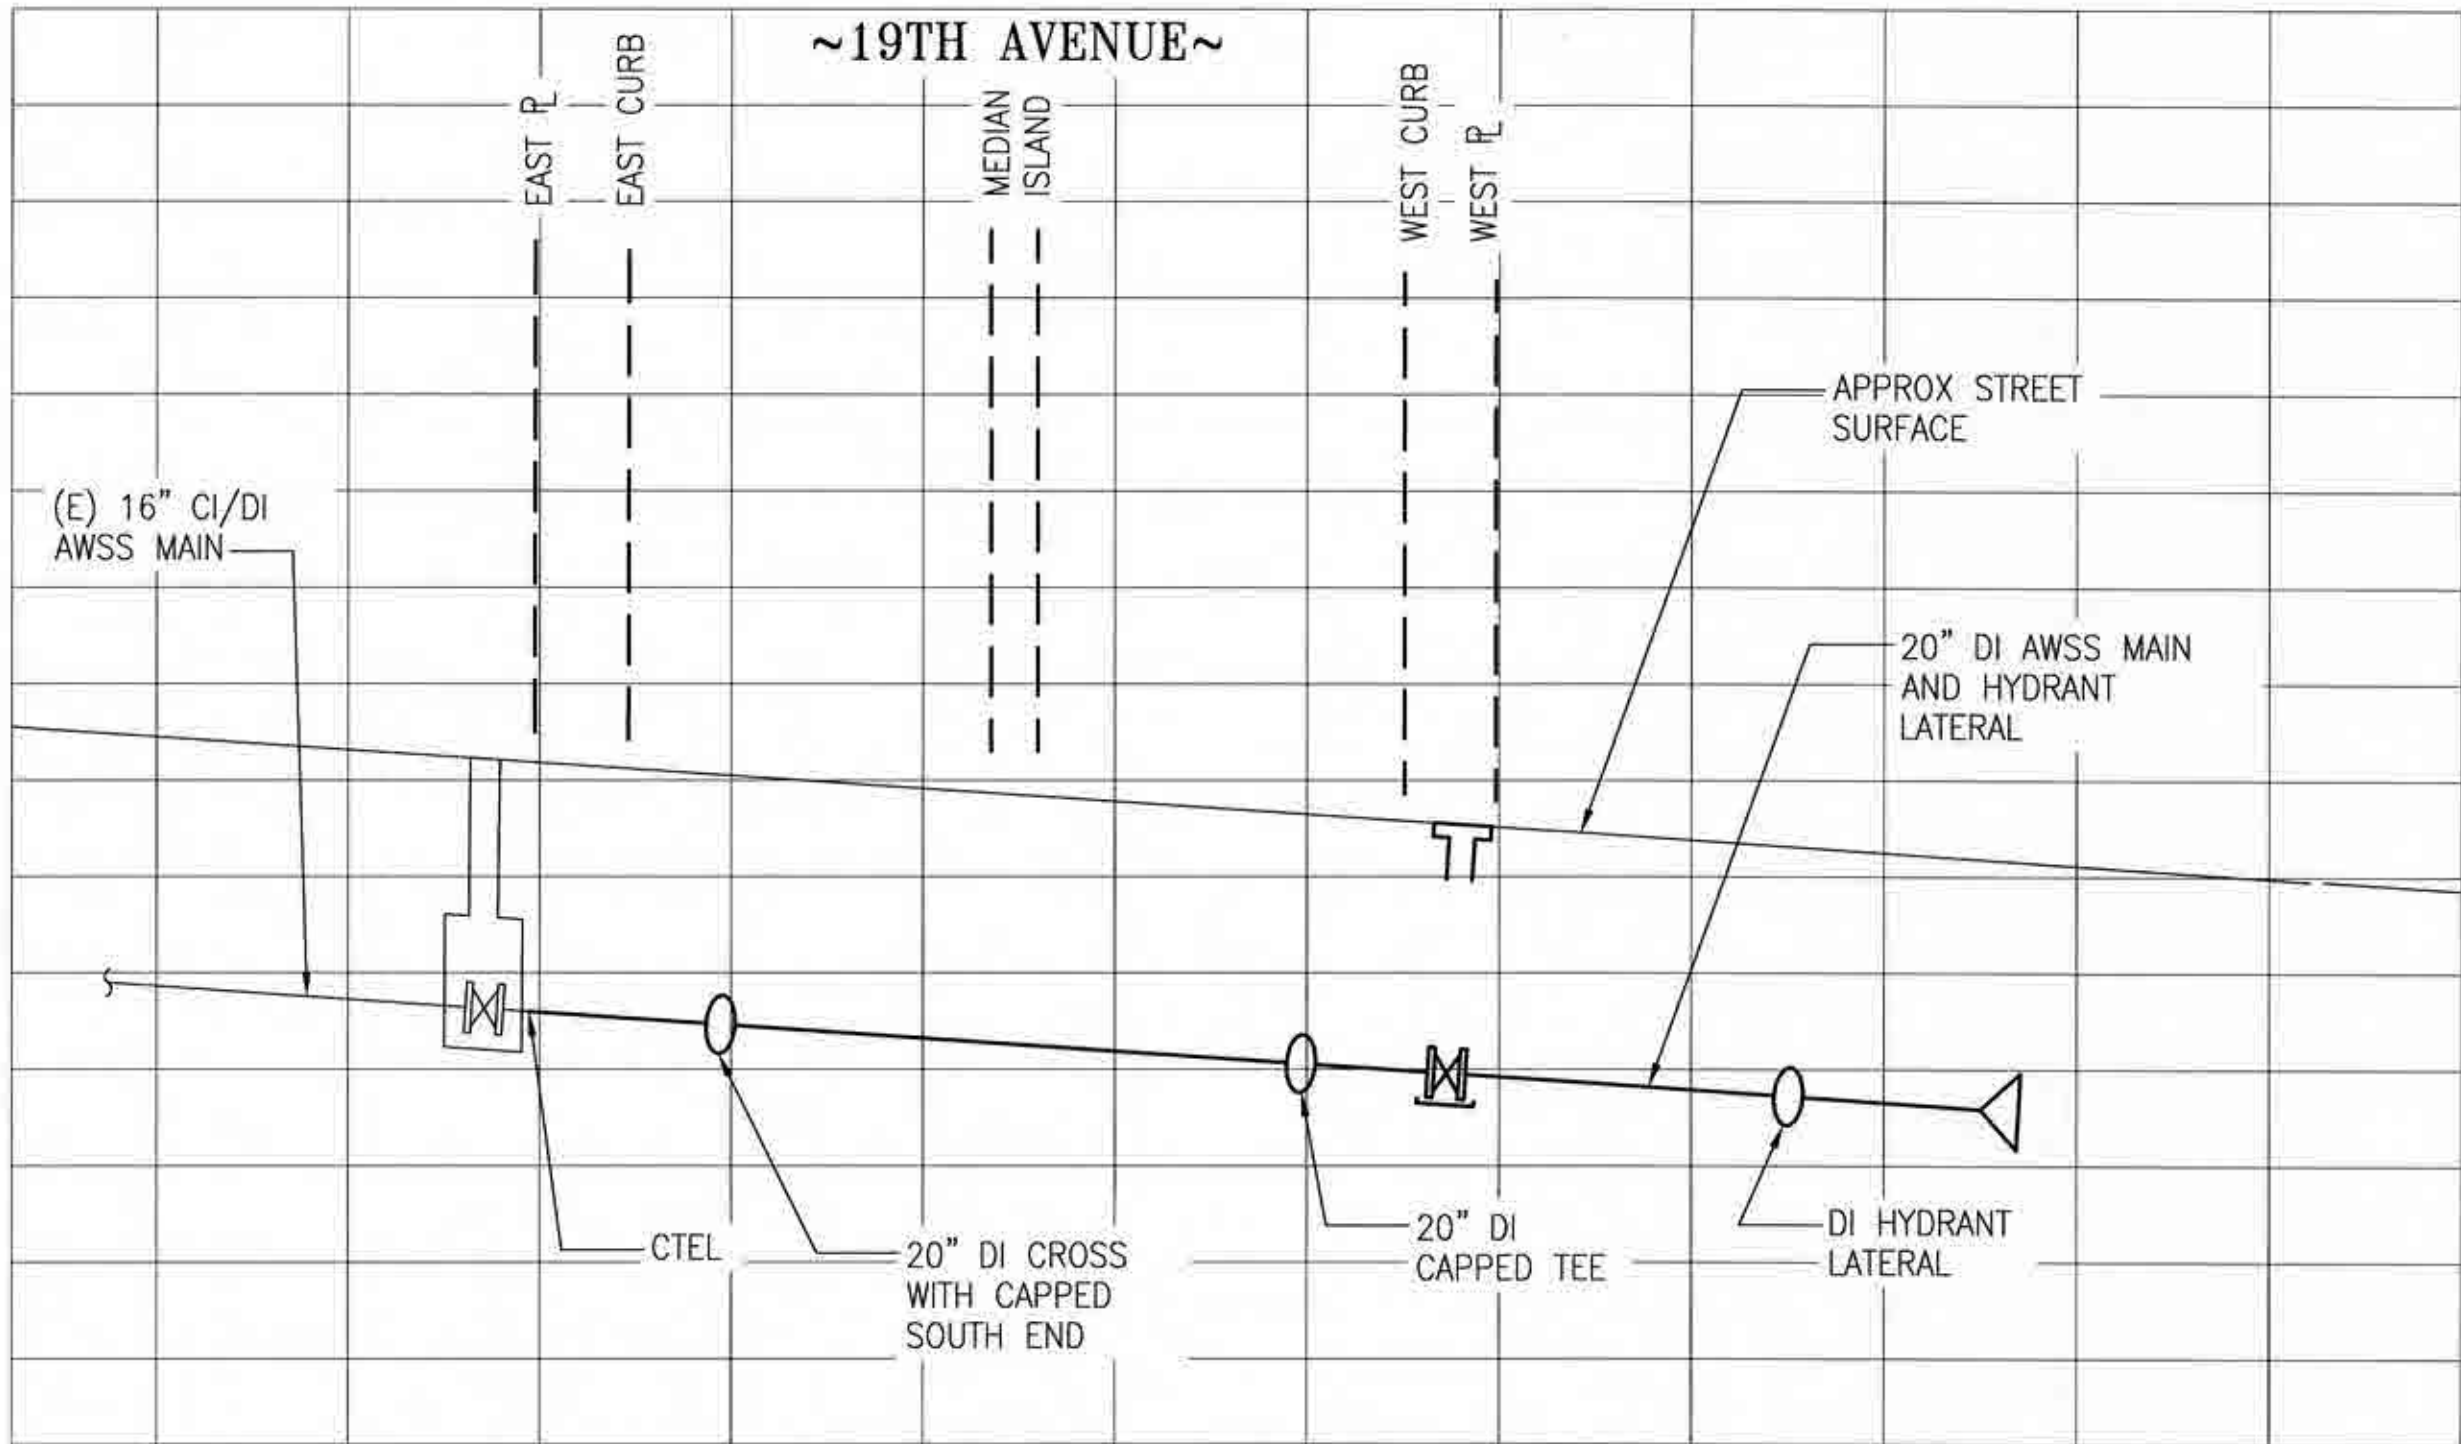 ~19TH AVENUE~
EAST ⅊
EAST CURB
MEDIAN
ISLAND
WEST CURB
WEST ⅊
APPROX STREET
SURFACE
(E) 16" CI/DI
AWSS MAIN
20" DI AWSS MAIN
AND HYDRANT
LATERAL
CTEL
20" DI CROSS
WITH CAPPED
SOUTH END
20" DI
CAPPED TEE
DI HYDRANT
LATERAL